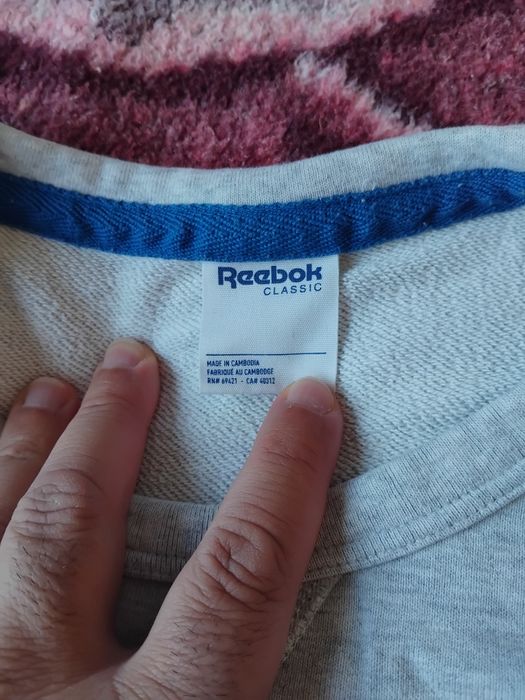 Reebok
CLASSIC
MADE IN CAMBODIA
FABRIQUÉ AU CAMBODGE
RN# 69421 - CA# 40312